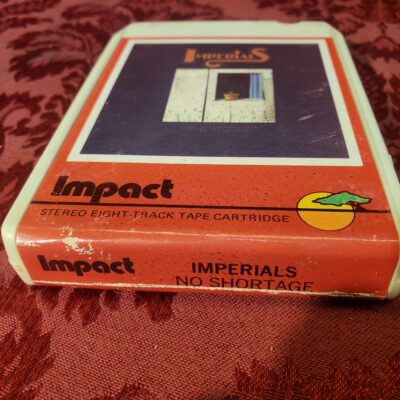 IMPERIALS
Impact
STEREO EIGHT-TRACK TAPE CARTRIDGE
Impact
IMPERIALS
NO SHORTAGE